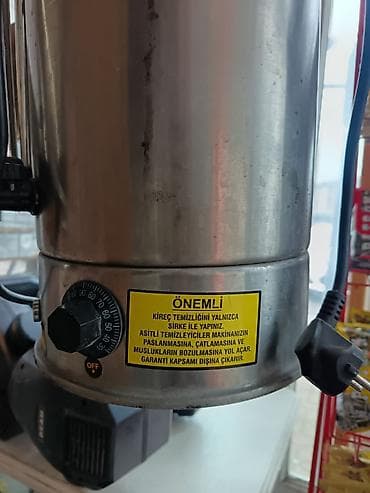 ÖNEMLİ
KİREÇ TEMİZLİĞİNİ YALNIZCA
SİRKE İLE YAPINIZ.
ASİTLİ TEMİZLEYİCİLER MAKİNANIZIN
PASLANMASINA, ÇATLAMASINA VE
MUSLUKLARIN BOZULMASINA YOL AÇAR.
GARANTİ KAPSAMI DIŞINA ÇIKARIR.
OFF